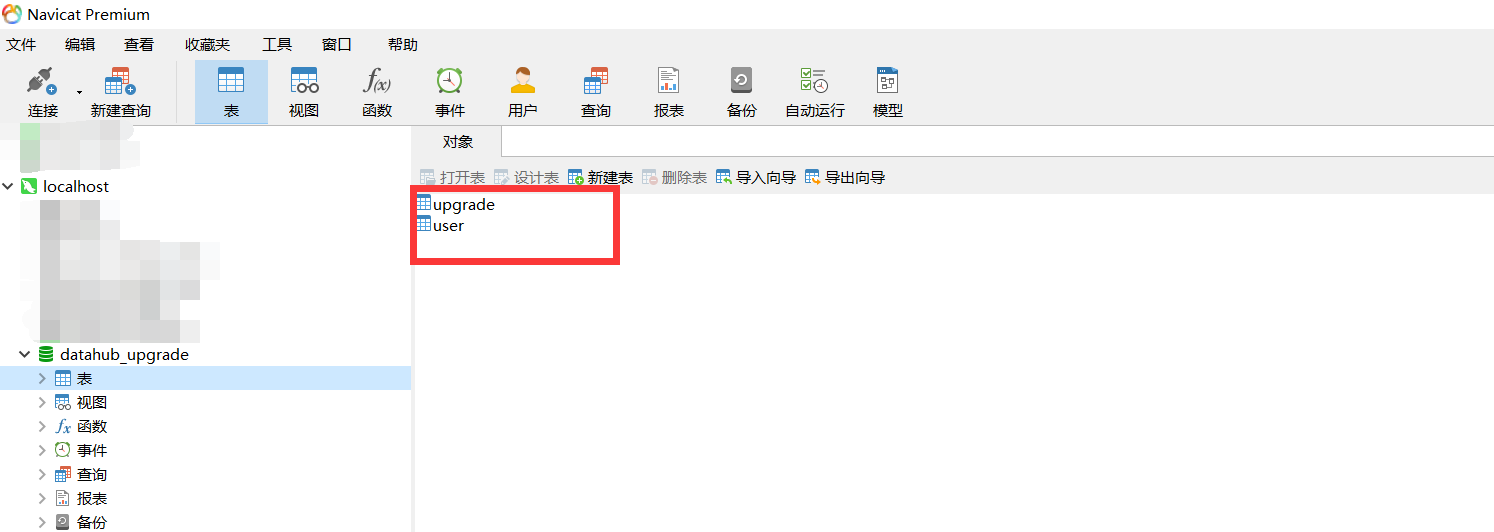 Navicat Premium
文件 编辑 查看 收藏夹 工具 窗口 帮助
连接 新建查询 表 视图 函数 事件 用户 查询 报表 备份 自动运行 模型
对象
localhost
打开表 设计表 新建表 删除表 导入向导 导出向导
upgrade
user
datahub_upgrade
表
视图
函数
事件
查询
报表
备份